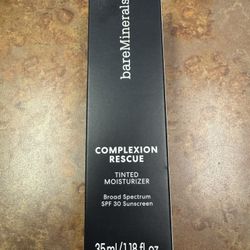 bareMinerals
COMPLEXION
RESCUE
TINTED
MOISTURIZER
Broad Spectrum
SPF 30 Sunscreen
35 ml/1.18 fl oz